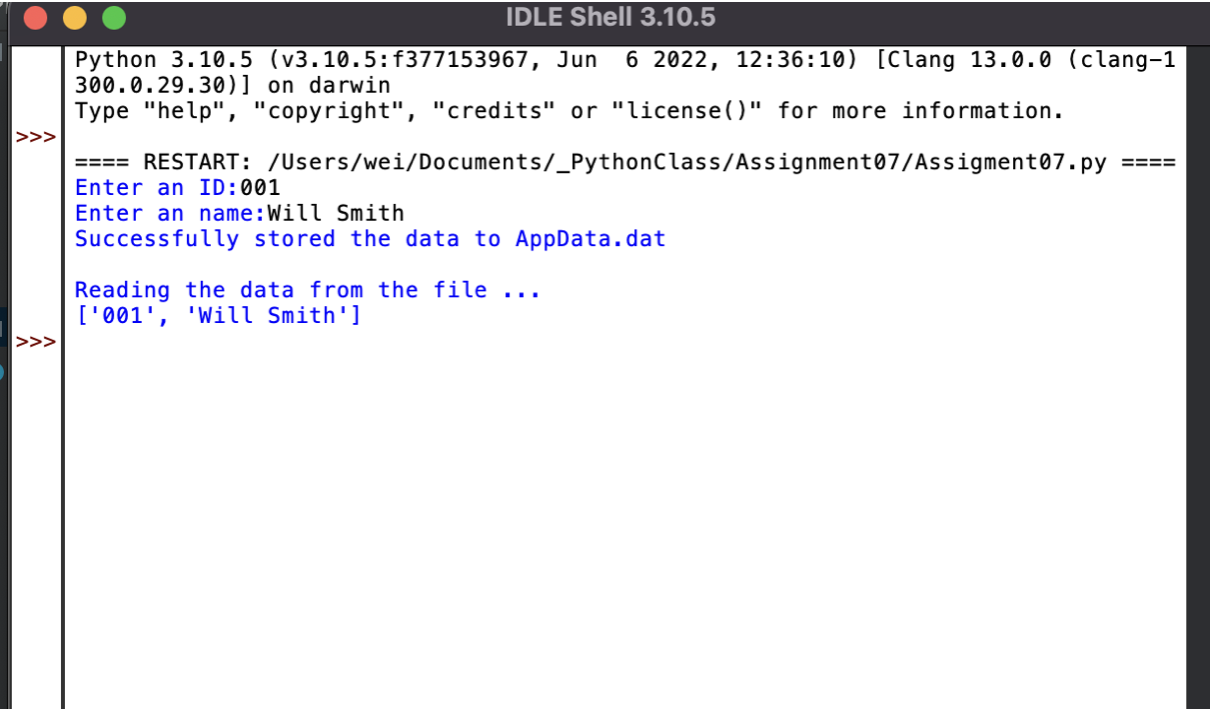 IDLE Shell 3.10.5
Python 3.10.5 (v3.10.5:f377153967, Jun  6 2022, 12:36:10) [Clang 13.0.0 (clang-1
300.0.29.30)] on darwin
Type "help", "copyright", "credits" or "license()" for more information.
>>>
==== RESTART: /Users/wei/Documents/_PythonClass/Assignment07/Assigment07.py ====
Enter an ID:001
Enter an name:Will Smith
Successfully stored the data to AppData.dat
Reading the data from the file ...
['001', 'Will Smith']
>>>